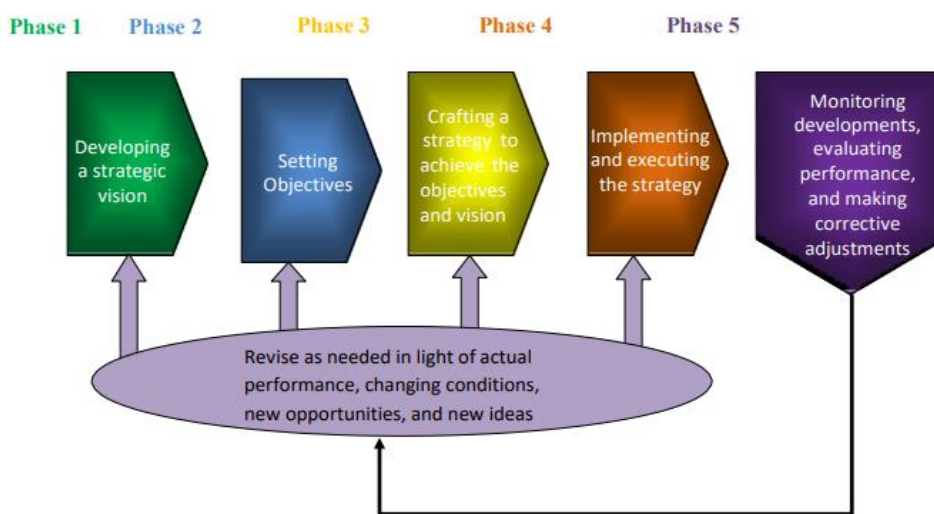 Phase 1 Phase 2 Phase 3 Phase 4 Phase 5
Developing
a strategic
vision
Setting
Objectives
Crafting a
strategy to
achieve the
objectives
and vision
Implementing
and executing
the strategy
Monitoring
developments,
evaluating
performance,
and making
corrective
adjustments
Revise as needed in light of actual
performance, changing conditions,
new opportunities, and new ideas